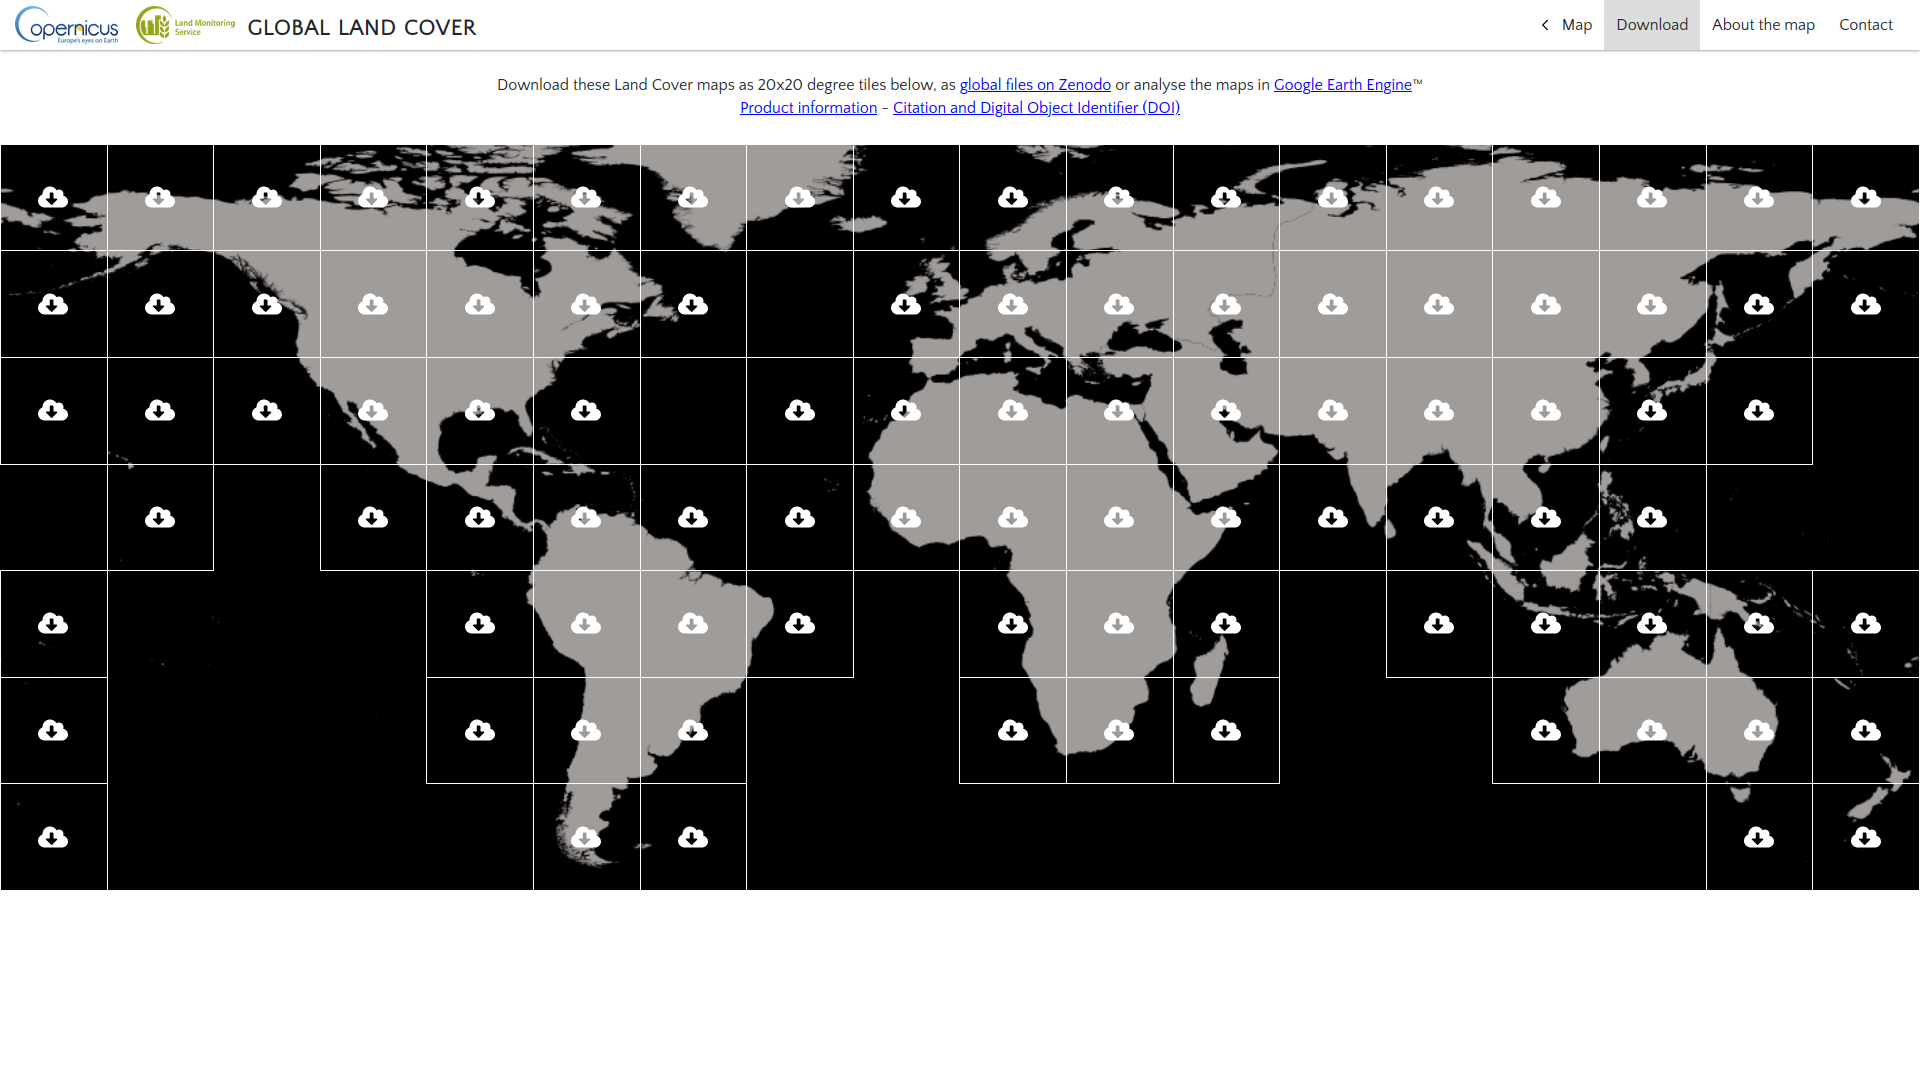 Copernicus
Europe's eyes on Earth
Land Monitoring
Service
GLOBAL LAND COVER
Map
Download
About the map
Contact
Download these Land Cover maps as 20x20 degree tiles below, as global files on Zenodo or analyse the maps in Google Earth Engine™
Product information - Citation and Digital Object Identifier (DOI)